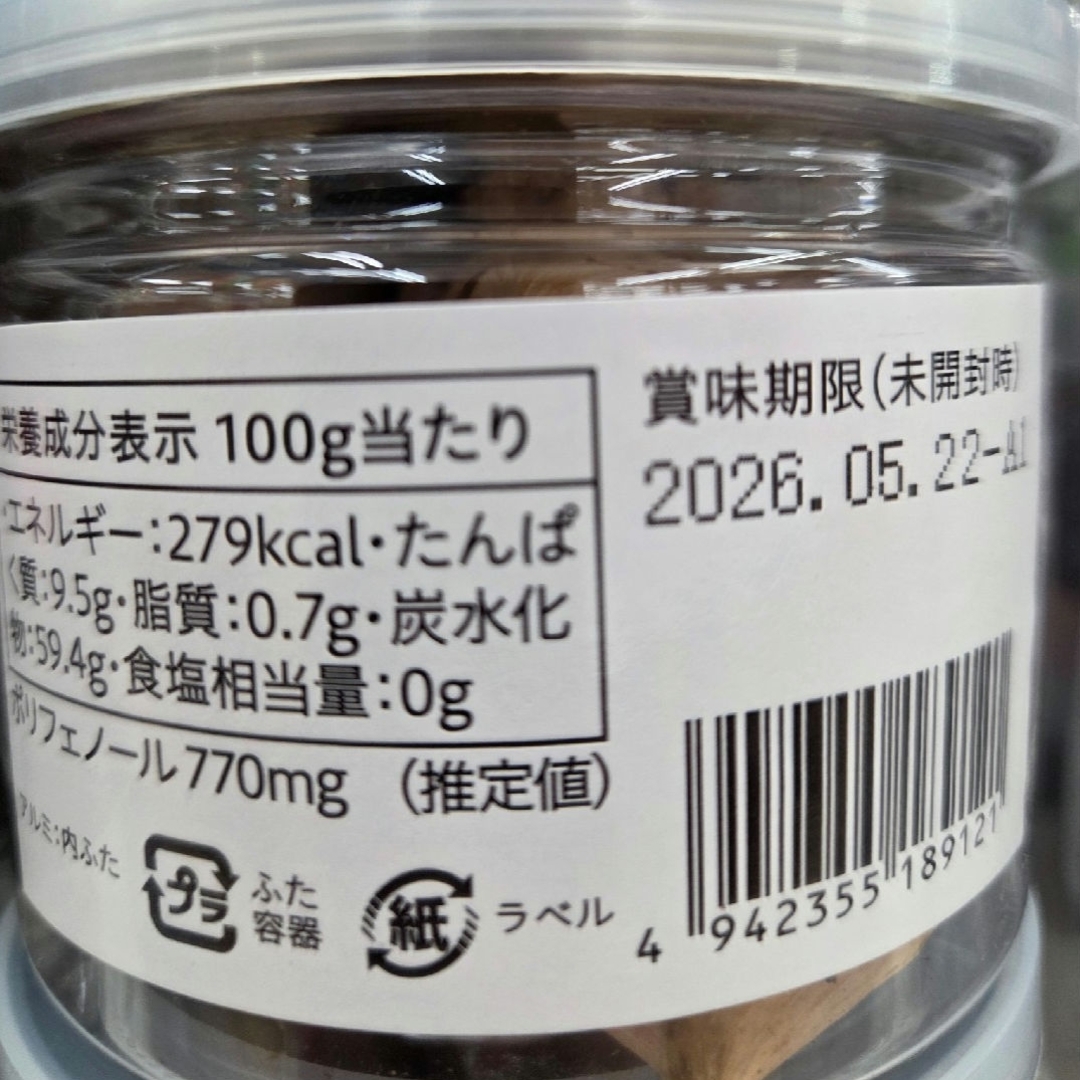 栄養成分表示 100g当たり
・エネルギー:279kcal・たんぱ
く質:9.5g・脂質:0.7g・炭水化
物:59.4g・食塩相当量:0g
ポリフェノール770mg (推定値)
アルミ:内ふた
プラ
ふた
容器
紙
ラベル
賞味期限(未開封時)
2026. 05. 22-A1
4 942355 189121